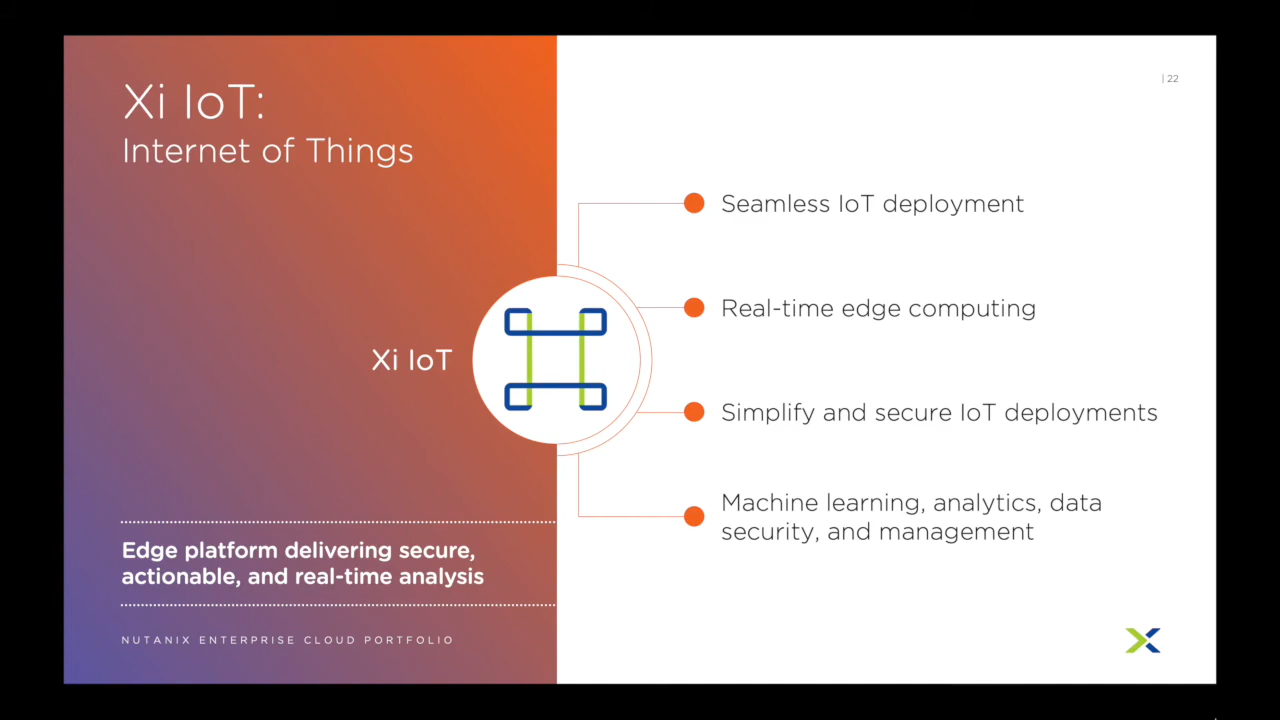 Xi IoT:
Internet of Things
| 22
Seamless IoT deployment
Real-time edge computing
Xi IoT
Simplify and secure IoT deployments
Machine learning, analytics, data
security, and management
Edge platform delivering secure,
actionable, and real-time analysis
NUTANIX ENTERPRISE CLOUD PORTFOLIO